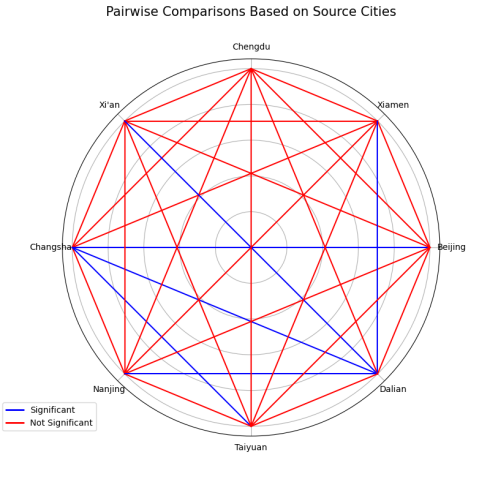 Pairwise Comparisons Based on Source Cities
Chengdu
Xi'an
Xiamen
Changsha
Beijing
Nanjing
Dalian
Taiyuan
Significant
Not Significant